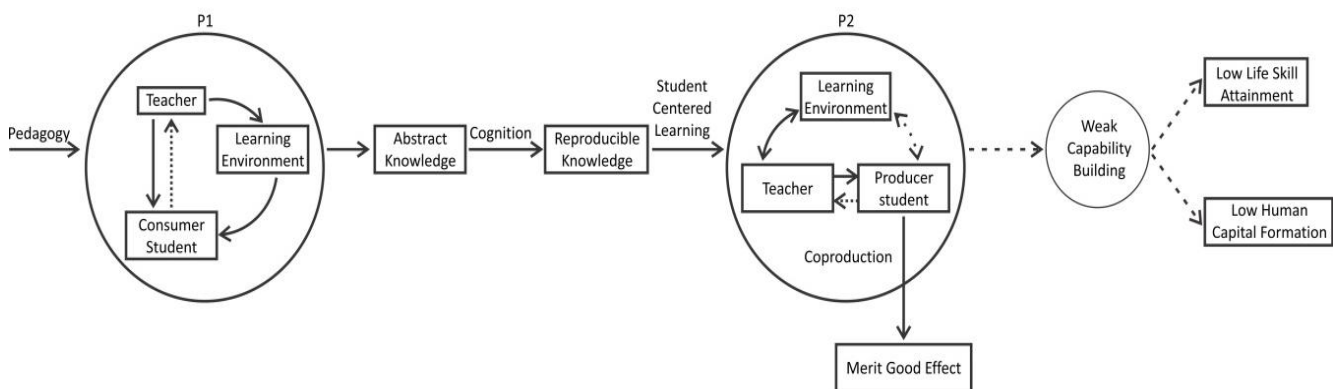 P1
Pedagogy
Teacher
Learning
Environment
Consumer
Student
Abstract
Knowledge
Cognition
Reproducible
Knowledge
Student
Centered
Learning
P2
Learning
Environment
Teacher
Producer
student
Coproduction
Merit Good Effect
Weak
Capability
Building
Low Life Skill
Attainment
Low Human
Capital Formation